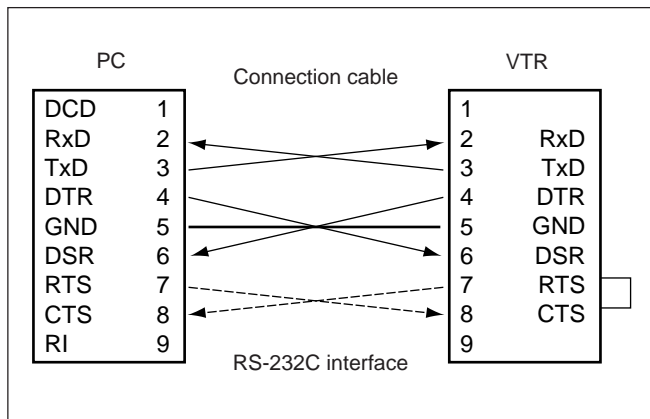 PC
Connection cable
VTR
DCD 1
RxD 2
TxD 3
DTR 4
GND 5
DSR 6
RTS 7
CTS 8
RI 9
1
2 RxD
3 TxD
4 DTR
5 GND
6 DSR
7 RTS
8 CTS
9
RS-232C interface